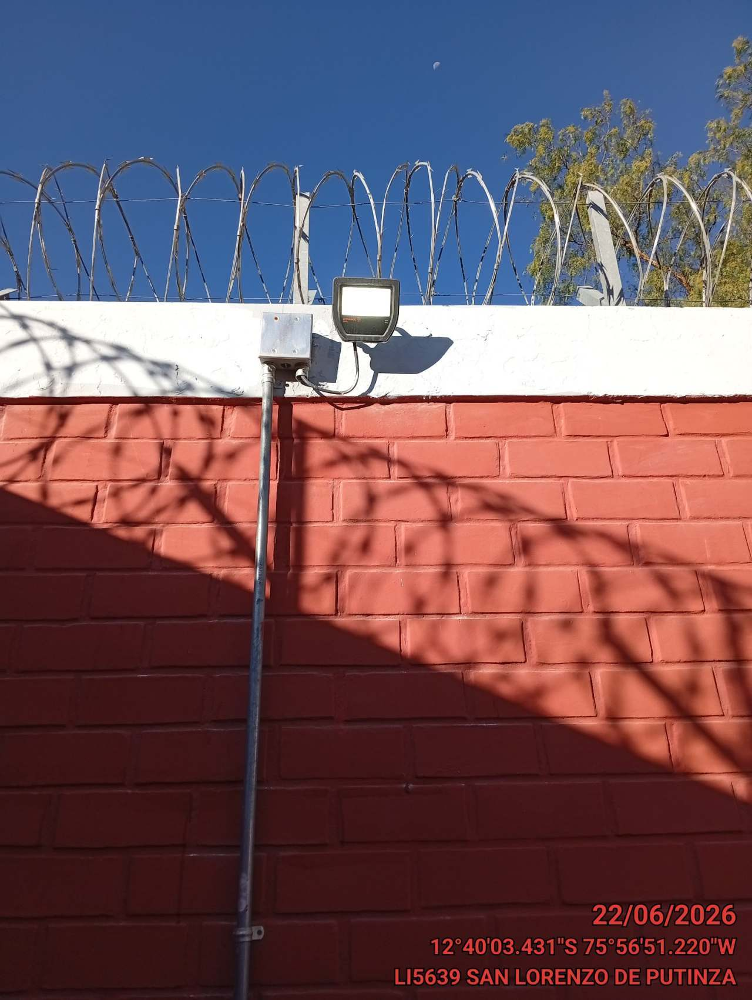 22/06/2026
12°40'03.431"S 75°56'51.220"W
LI5639 SAN LORENZO DE PUTINZA